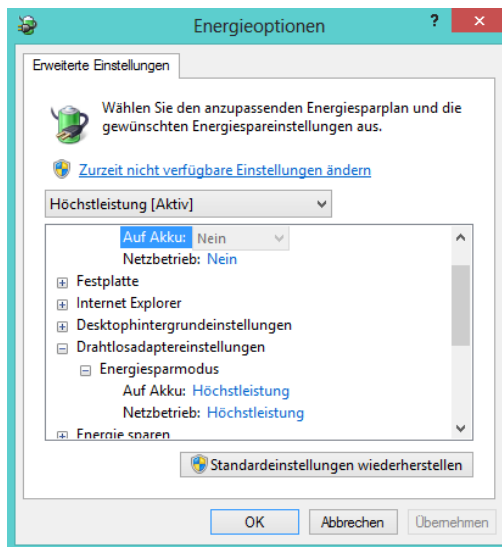 Energieoptionen
?
Erweiterte Einstellungen
Wählen Sie den anzupassenden Energiesparplan und die
gewünschten Energiespareinstellungen aus.
Zurzeit nicht verfügbare Einstellungen ändern
Höchstleistung [Aktiv]
Auf Akku: Nein
Netzbetrieb: Nein
Festplatte
Internet Explorer
Desktophintergrundeinstellungen
Drahtlosadaptereinstellungen
Energiesparmodus
Auf Akku: Höchstleistung
Netzbetrieb: Höchstleistung
Energie sparen
Standardeinstellungen wiederherstellen
OK Abbrechen Übernehmen